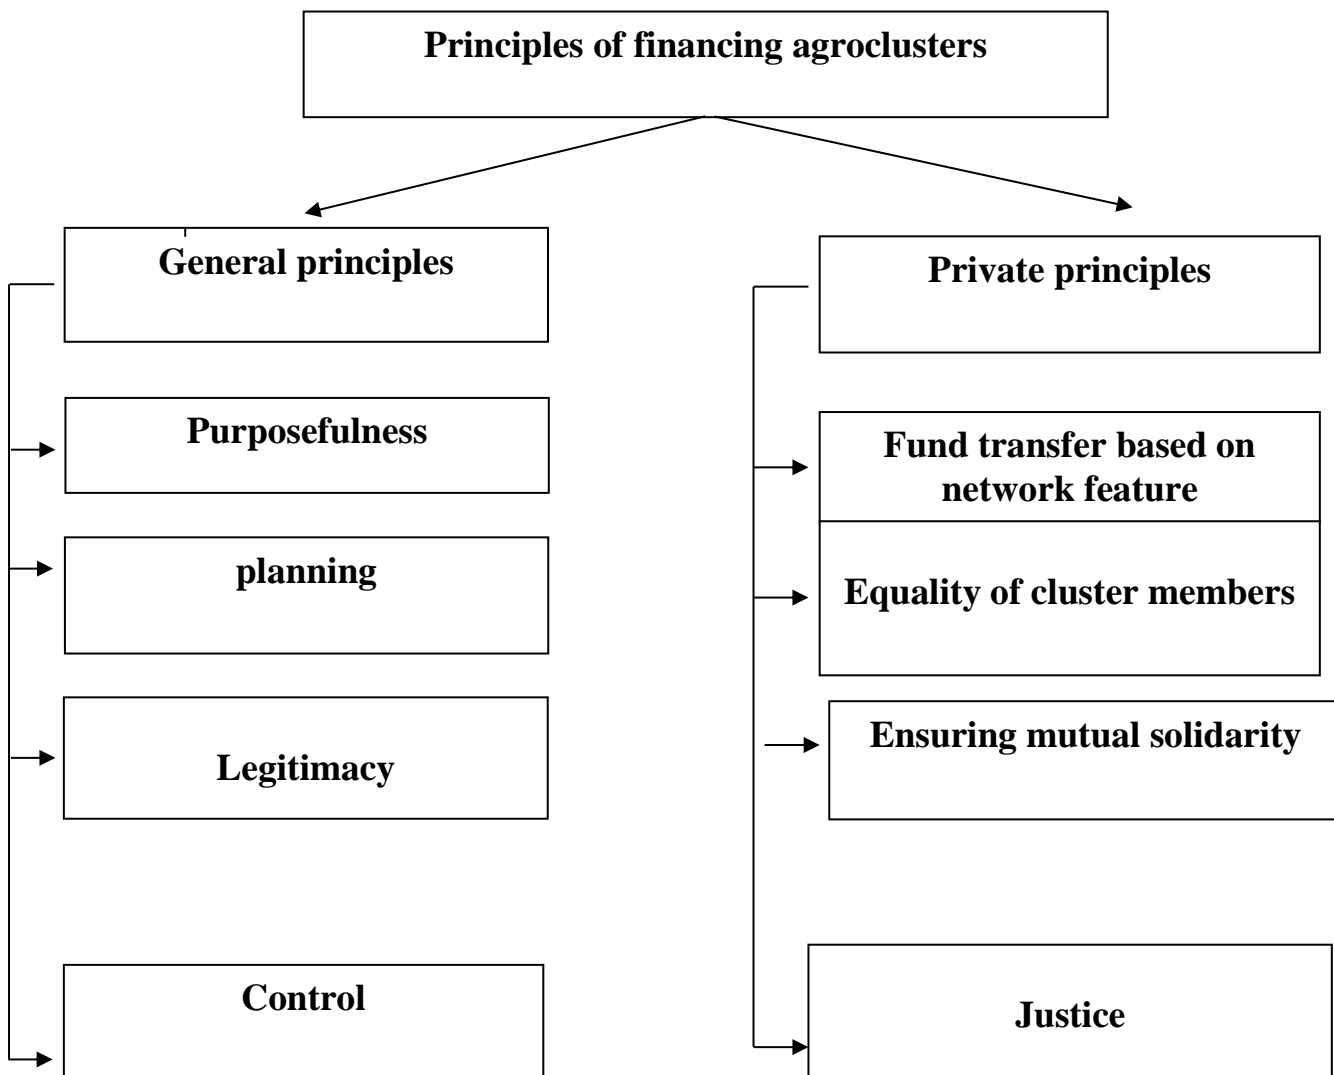 Principles of financing agroclusters
General principles
Purposefulness
planning
Legitimacy
Control
Private principles
Fund transfer based on
network feature
Equality of cluster members
Ensuring mutual solidarity
Justice